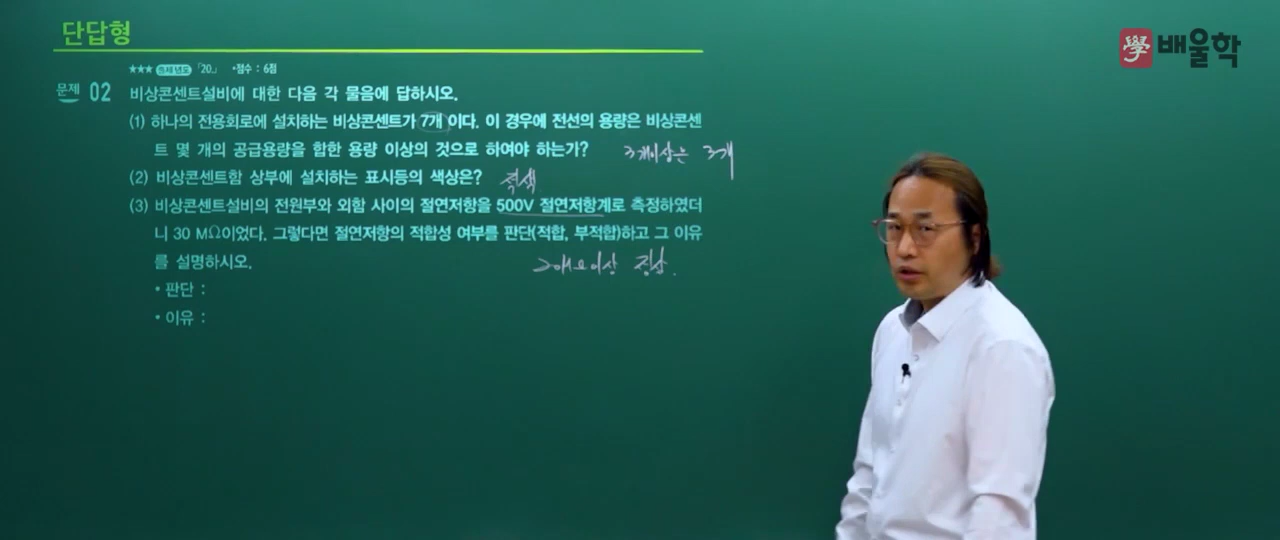 단답형
學 배울학
★★★ 출제년도 「20.」 •점수 : 6점
문제 02 비상콘센트설비에 대한 다음 각 물음에 답하시오.
(1) 하나의 전용회로에 설치하는 비상콘센트가 7개 이다. 이 경우에 전선의 용량은 비상콘센
트 몇 개의 공급용량을 합한 용량 이상의 것으로 하여야 하는가? 3개이상은 3개
(2) 비상콘센트함 상부에 설치하는 표시등의 색상은? 적색
(3) 비상콘센트설비의 전원부와 외함 사이의 절연저항을 500V 절연저항계로 측정하였더
니 30 MΩ이었다. 그렇다면 절연저항의 적합성 여부를 판단(적합, 부적합)하고 그 이유
를 설명하시오. 이상 정상.
• 판단 :
• 이유 :